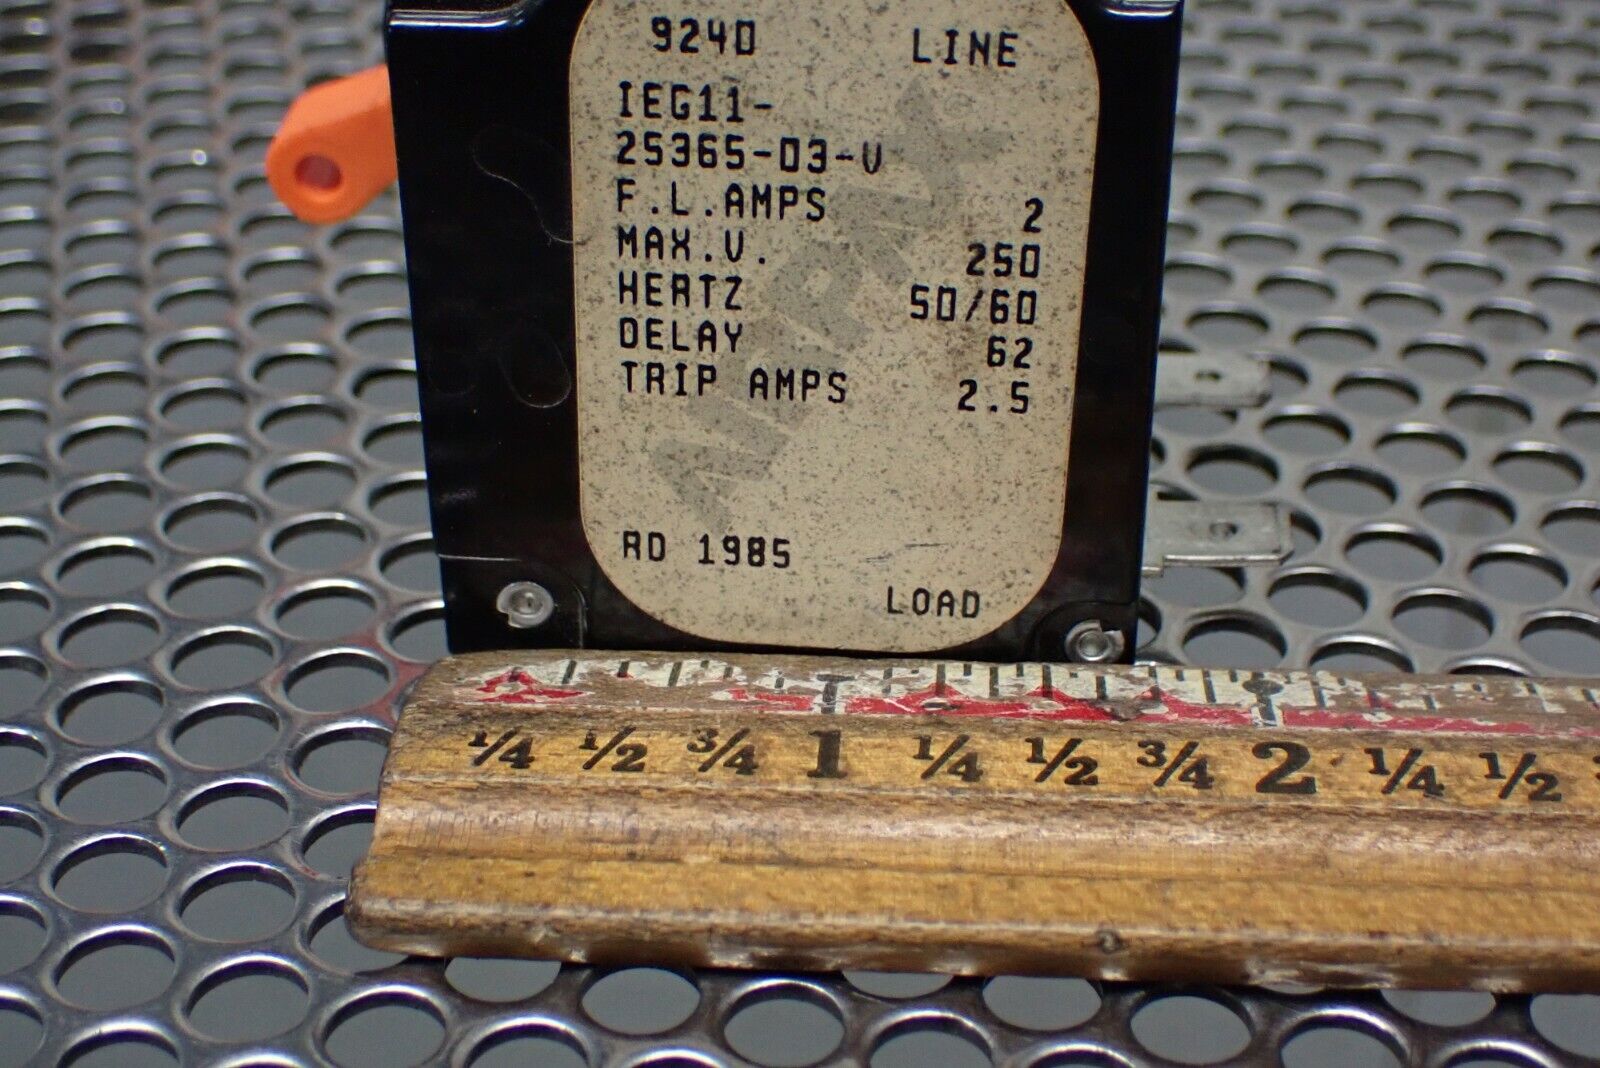 9240 LINE
IEG11-
25365-03-V
F.L.AMPS 2
MAX.V. 250
HERTZ 50/60
DELAY 62
TRIP AMPS 2.5
AIRPAX
RD 1985
LOAD
1/4 1/2 3/4 1 1/4 1/2 3/4 2 1/4 1/2